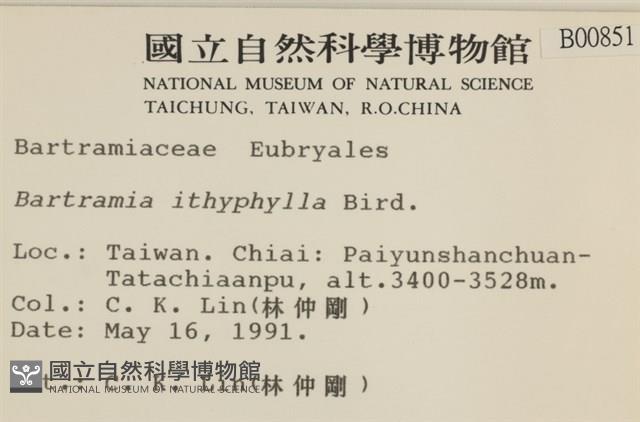 國立自然科學博物館
B00851
NATIONAL MUSEUM OF NATURAL SCIENCE
TAICHUNG, TAIWAN, R.O.CHINA
Bartramiaceae Eubryales
Bartramia ithyphylla Bird.
Loc.: Taiwan. Chiai: Paiyunshanchuan-
Tatachiaanpu, alt.3400-3528m.
Col.: C. K. Lin(林仲剛)
Date: May 16, 1991.
國立自然科學博物館
NATIONAL MUSEUM OF NATURAL SCIENCE
C. K. Lin(林仲剛)